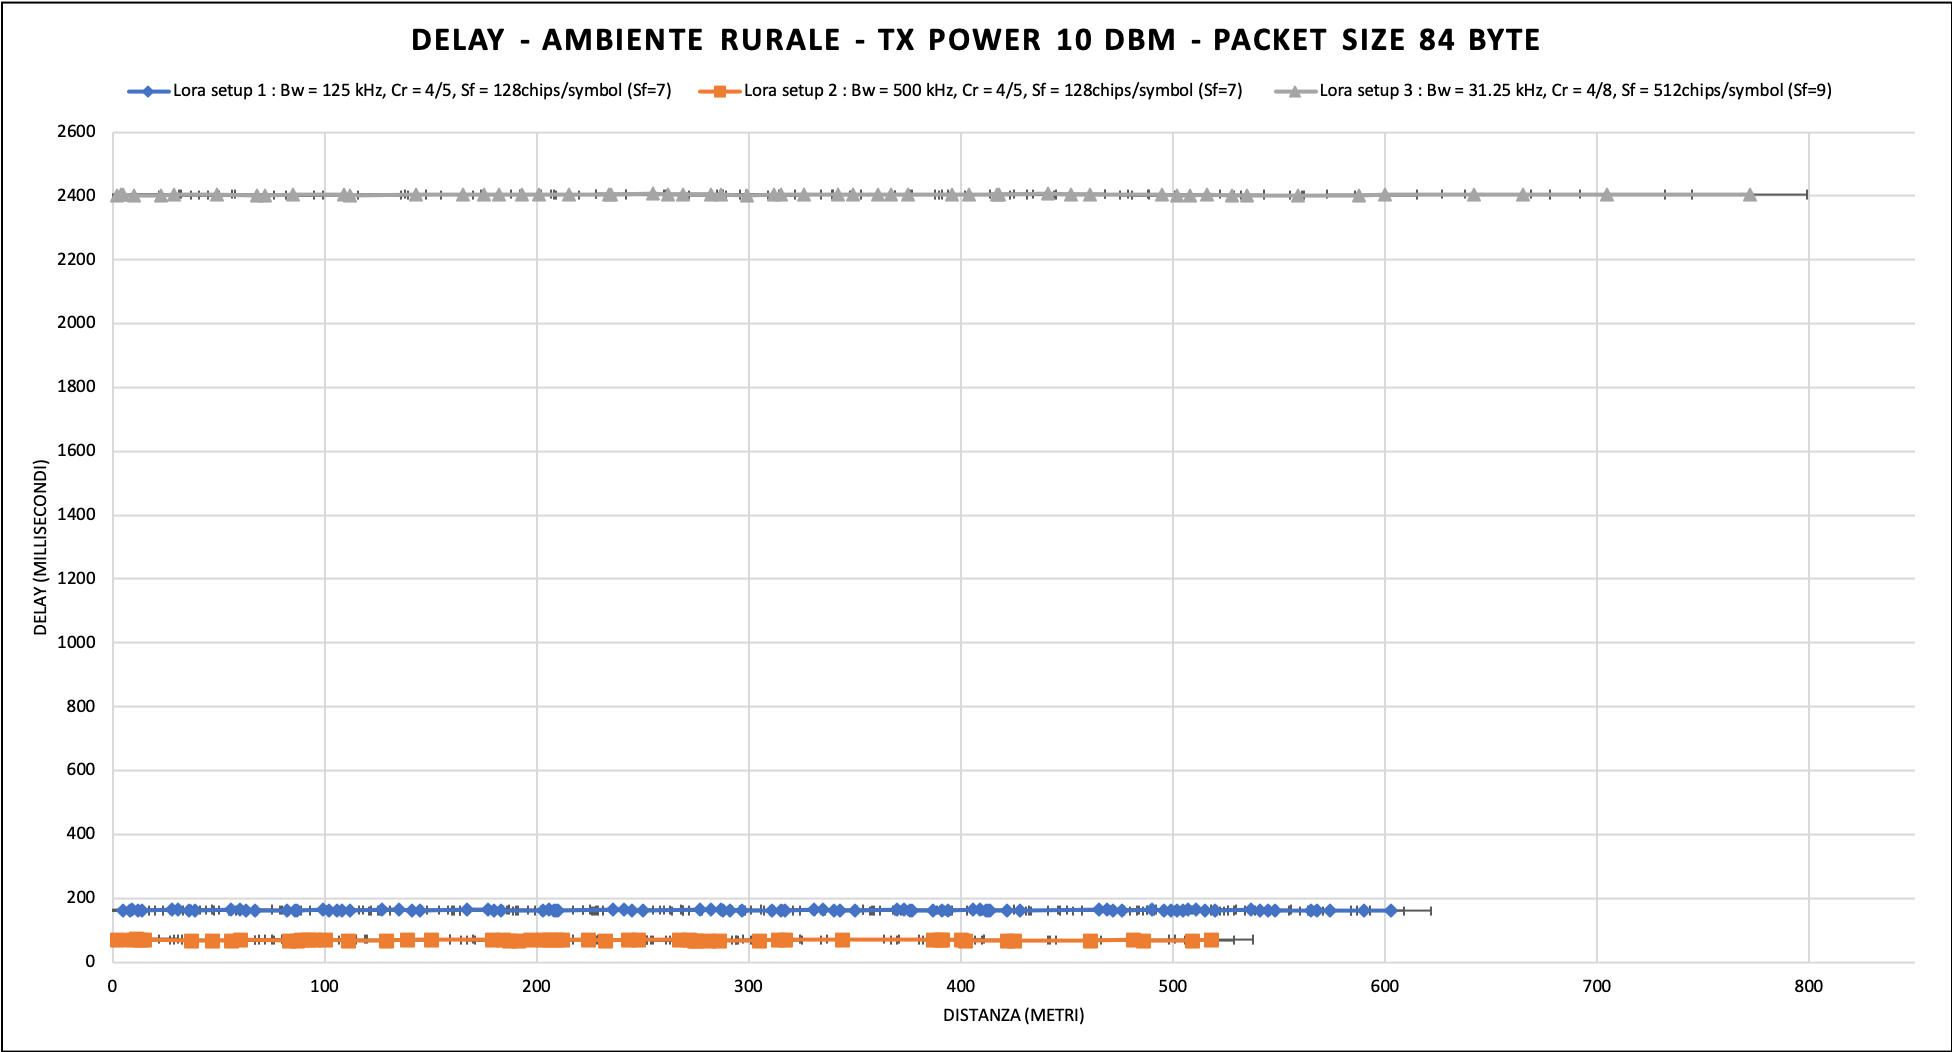 DELAY - AMBIENTE RURALE - TX POWER 10 DBM - PACKET SIZE 84 BYTE
Lora setup 1 : Bw = 125 kHz, Cr = 4/5, Sf = 128chips/symbol (Sf=7)
Lora setup 2 : Bw = 500 kHz, Cr = 4/5, Sf = 128chips/symbol (Sf=7)
Lora setup 3 : Bw = 31.25 kHz, Cr = 4/8, Sf = 512chips/symbol (Sf=9)
DELAY (MILLISECONDI)
2600
2400
2200
2000
1800
1600
1400
1200
1000
800
600
400
200
0
0 100 200 300 400 500 600 700 800
DISTANZA (METRI)